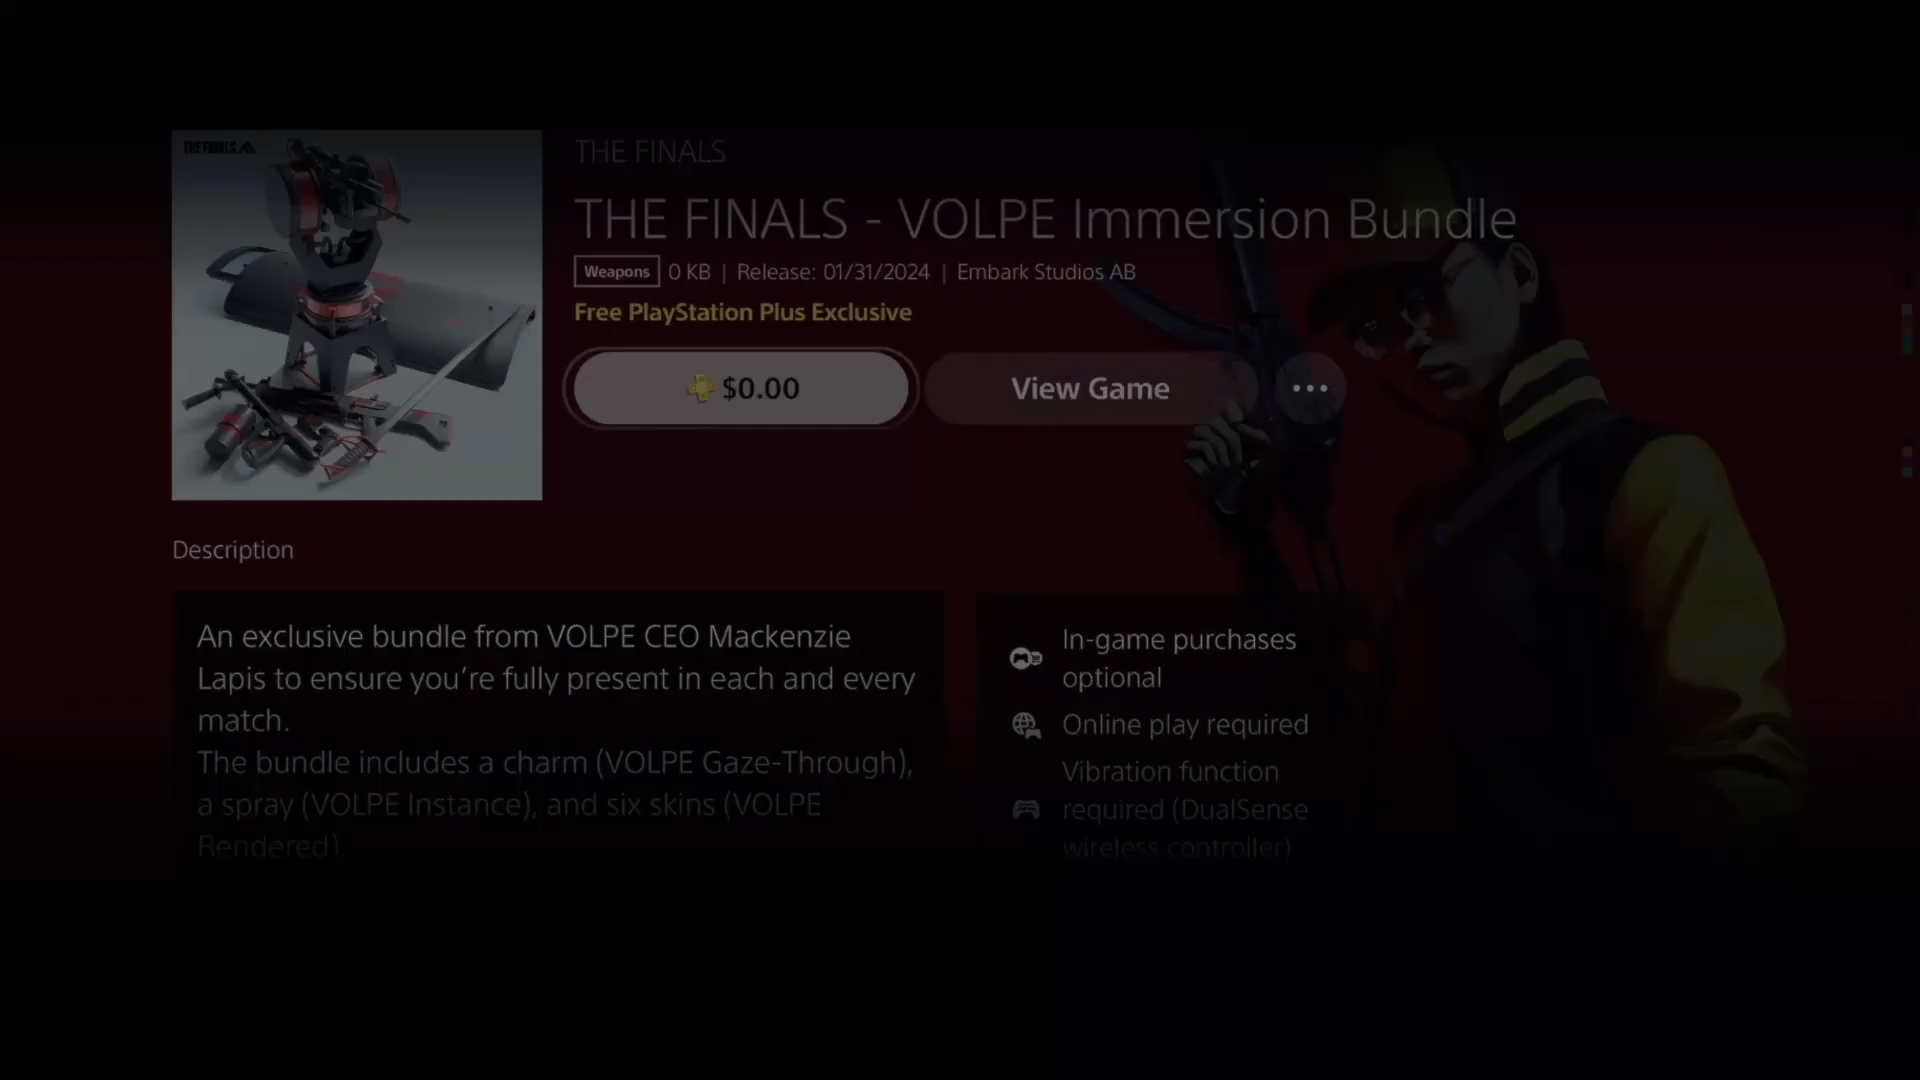 THE FINALS
THE FINALS
THE FINALS - VOLPE Immersion Bundle
Weapons 0 KB | Release: 01/31/2024 | Embark Studios AB
Free PlayStation Plus Exclusive
$0.00
View Game
Description
An exclusive bundle from VOLPE CEO Mackenzie
Lapis to ensure you’re fully present in each and every
match.
The bundle includes a charm (VOLPE Gaze-Through),
a spray (VOLPE Instance), and six skins (VOLPE
Rendered).
In-game purchases
optional
Online play required
Vibration function
required (DualSense
wireless controller)